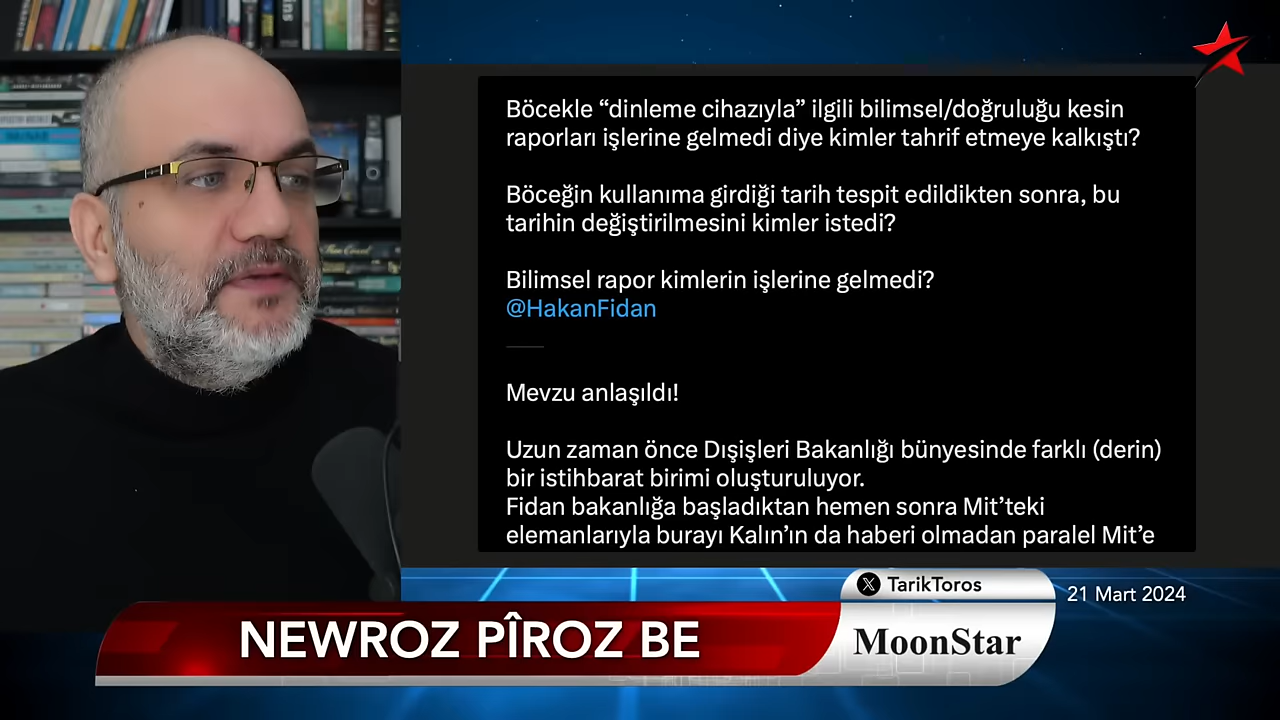 Böcekle “dinleme cihazıyla” ilgili bilimsel/doğruluğu kesin
raporları işlerine gelmedi diye kimler tahrif etmeye kalkıştı?
Böceğin kullanıma girdiği tarih tespit edildikten sonra, bu
tarihin değiştirilmesini kimler istedi?
Bilimsel rapor kimlerin işlerine gelmedi?
@HakanFidan
Mevzu anlaşıldı!
Uzun zaman önce Dışişleri Bakanlığı bünyesinde farklı (derin)
bir istihbarat birimi oluşturuluyor.
Fidan bakanlığa başladıktan hemen sonra Mit’teki
elemanlarıyla burayı Kalın’ın da haberi olmadan paralel Mit’e
TarikToros
21 Mart 2024
NEWROZ PÎROZ BE
MoonStar